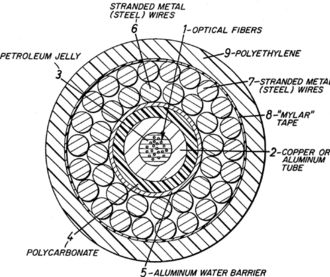 STRANDED METAL
(STEEL) WIRES
6
1-OPTICAL FIBERS
PETROLEUM JELLY
3
9-POLYETHYLENE
7-STRANDED METAL
(STEEL) WIRES
8-"MYLAR"
TAPE
2-COPPER OR
ALUMINUM
TUBE
4
POLYCARBONATE
5-ALUMINUM WATER BARRIER